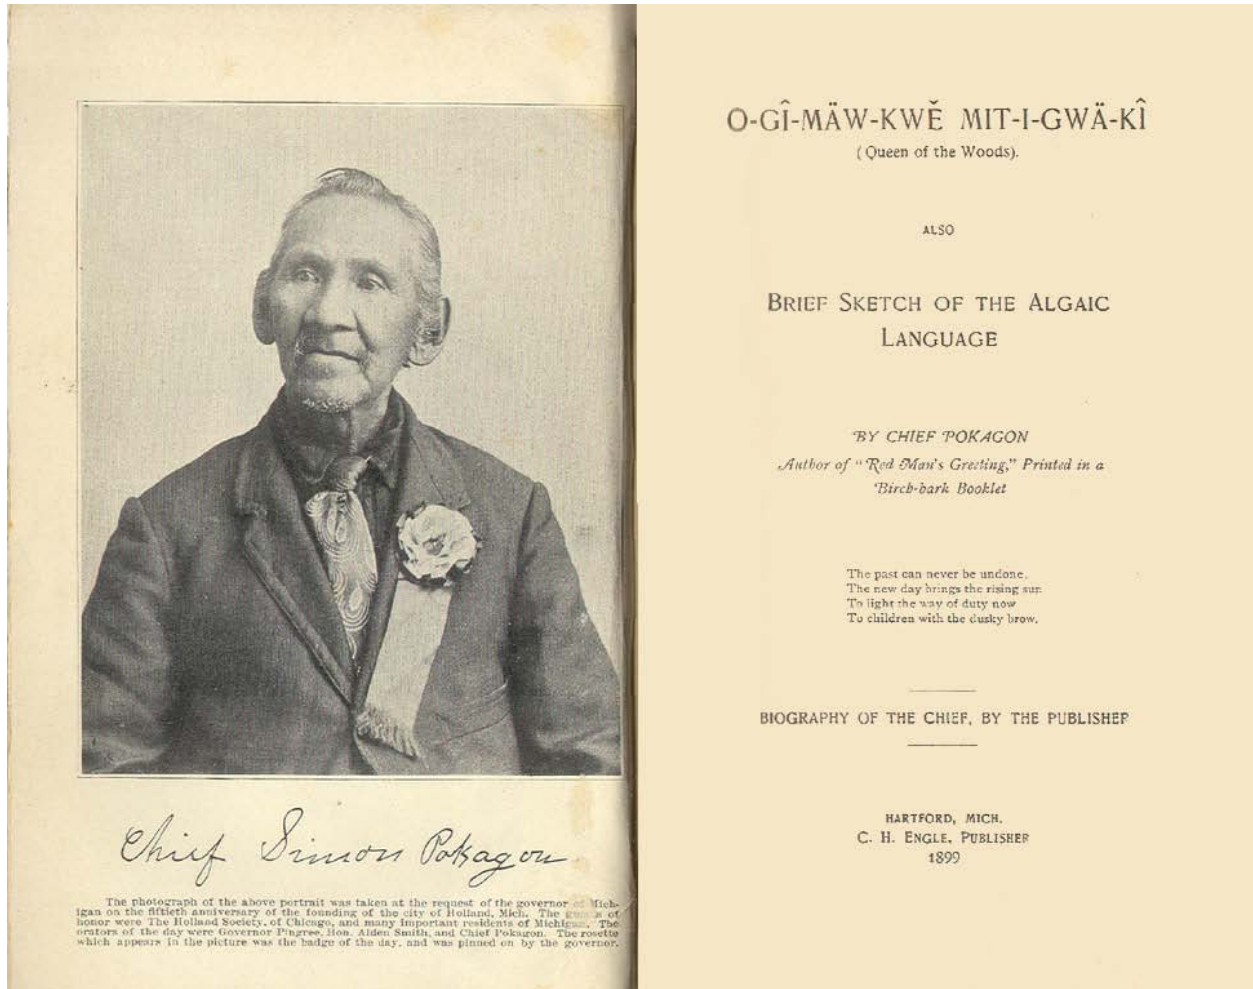 Chief Simon Pokagon
The photograph of the above portrait was taken at the request of the governor of Mich-
igan on the fiftieth anniversary of the founding of the city of Holland, Mich. The guests of
honor were The Holland Society, of Chicago, and many important residents of Michigan. The
orators of the day were Governor Pingree, Hon. Alden Smith, and Chief Pokagon. The rosette
which appears in the picture was the badge of the day, and was pinned on by the governor.
O-GÎ-MÄW-KWĚ MIT-I-GWÄ-KÎ
(Queen of the Woods).
ALSO
BRIEF SKETCH OF THE ALGAIC
LANGUAGE
BY CHIEF POKAGON
Author of "Red Man's Greeting," Printed in a
Birch-bark Booklet
The past can never be undone,
The new day brings the rising sun
To light the way of duty now
To children with the dusky brow.
BIOGRAPHY OF THE CHIEF, BY THE PUBLISHER
HARTFORD, MICH.
C. H. ENGLE, PUBLISHER
1899